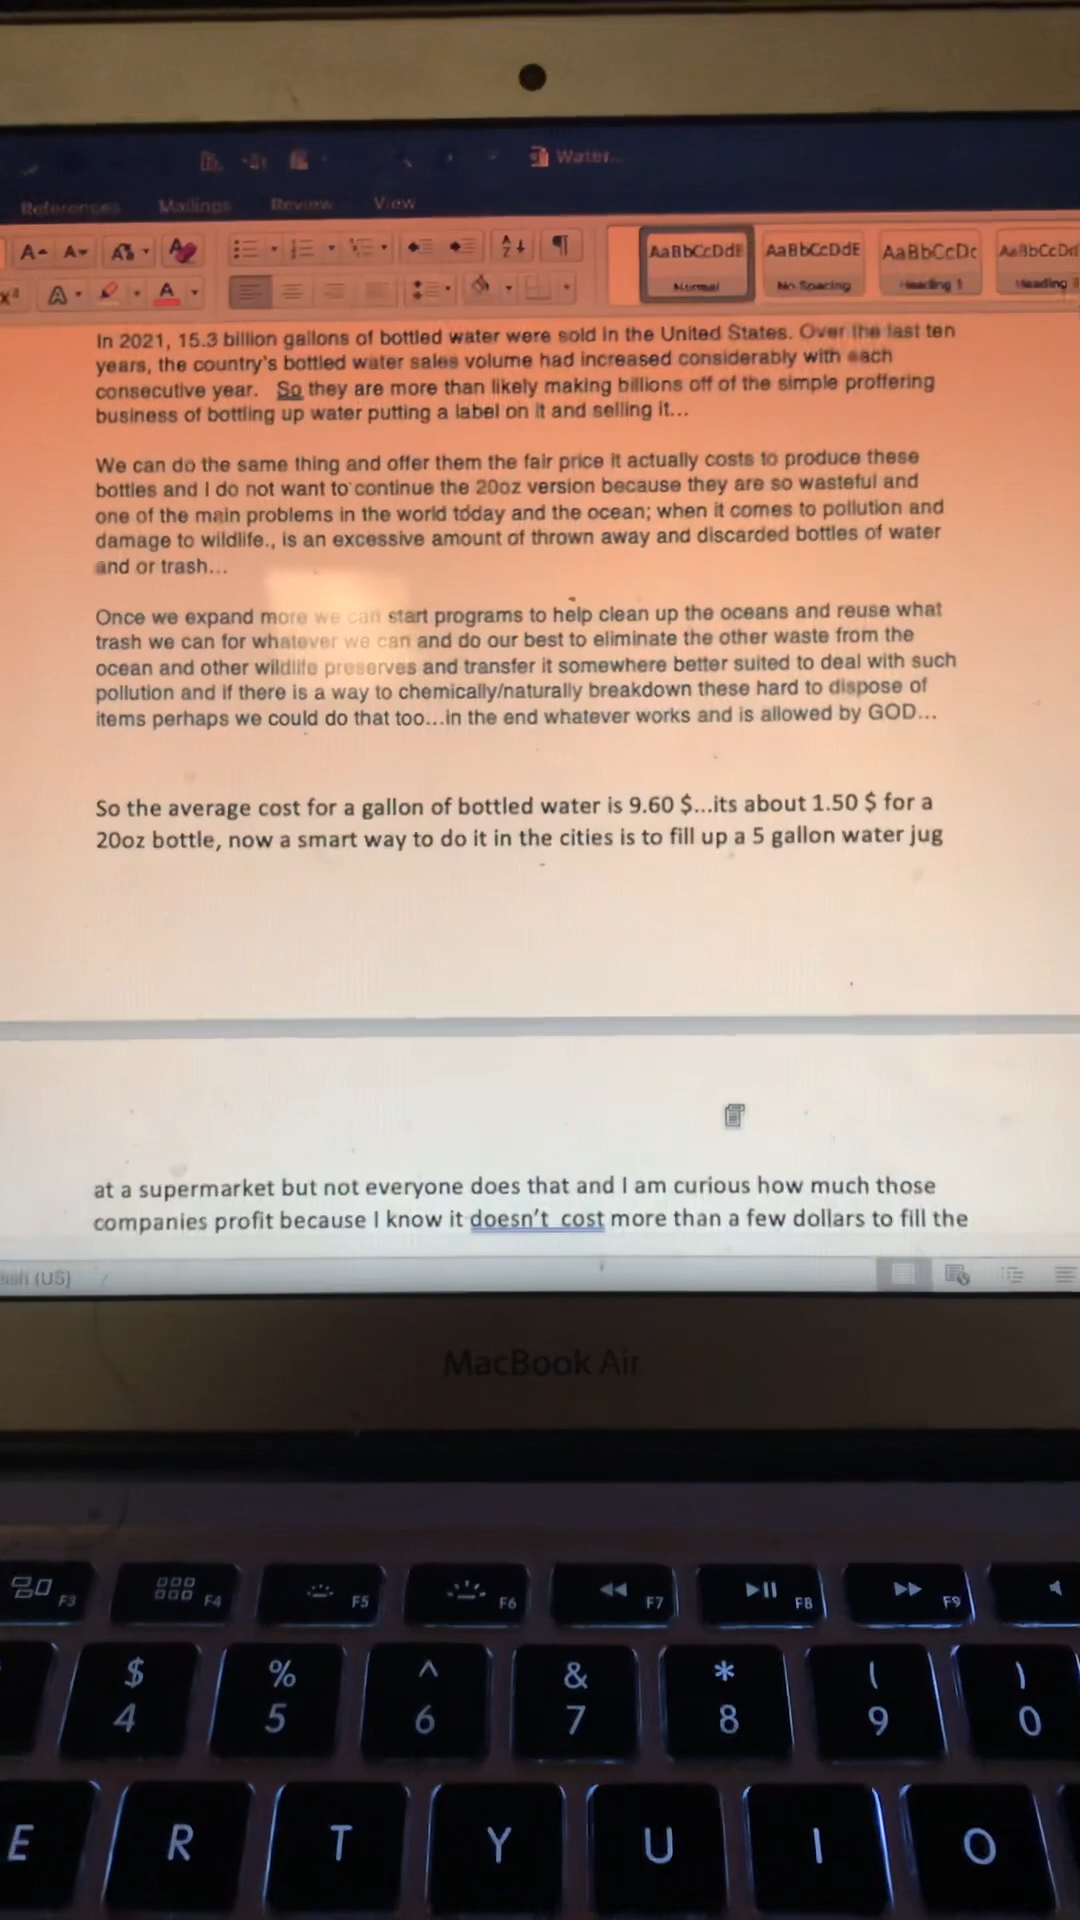 Water...
References Mailings Review View
AaBbCcDdE AaBbCcDdE AaBbCcDc AaBbCcDd
Normal No Spacing Heading 1 Heading
In 2021, 15.3 billion gallons of bottled water were sold in the United States. Over the last ten
years, the country's bottled water sales volume had increased considerably with each
consecutive year. So they are more than likely making billions off of the simple proffering
business of bottling up water putting a label on it and selling it...
We can do the same thing and offer them the fair price it actually costs to produce these
bottles and I do not want to continue the 20oz version because they are so wasteful and
one of the main problems in the world today and the ocean; when it comes to pollution and
damage to wildlife., is an excessive amount of thrown away and discarded bottles of water
and or trash...
Once we expand more we can start programs to help clean up the oceans and reuse what
trash we can for whatever we can and do our best to eliminate the other waste from the
ocean and other wildlife preserves and transfer it somewhere better suited to deal with such
pollution and if there is a way to chemically/naturally breakdown these hard to dispose of
items perhaps we could do that too...in the end whatever works and is allowed by GOD...
So the average cost for a gallon of bottled water is 9.60 $...its about 1.50 $ for a
20oz bottle, now a smart way to do it in the cities is to fill up a 5 gallon water jug
at a supermarket but not everyone does that and I am curious how much those
companies profit because I know it doesn't  cost more than a few dollars to fill the
(US)
MacBook Air
F3 F4 F5 F6 F7 F8 F9
$ % ^ & * ( )
4 5 6 7 8 9 0
E R T Y U I O